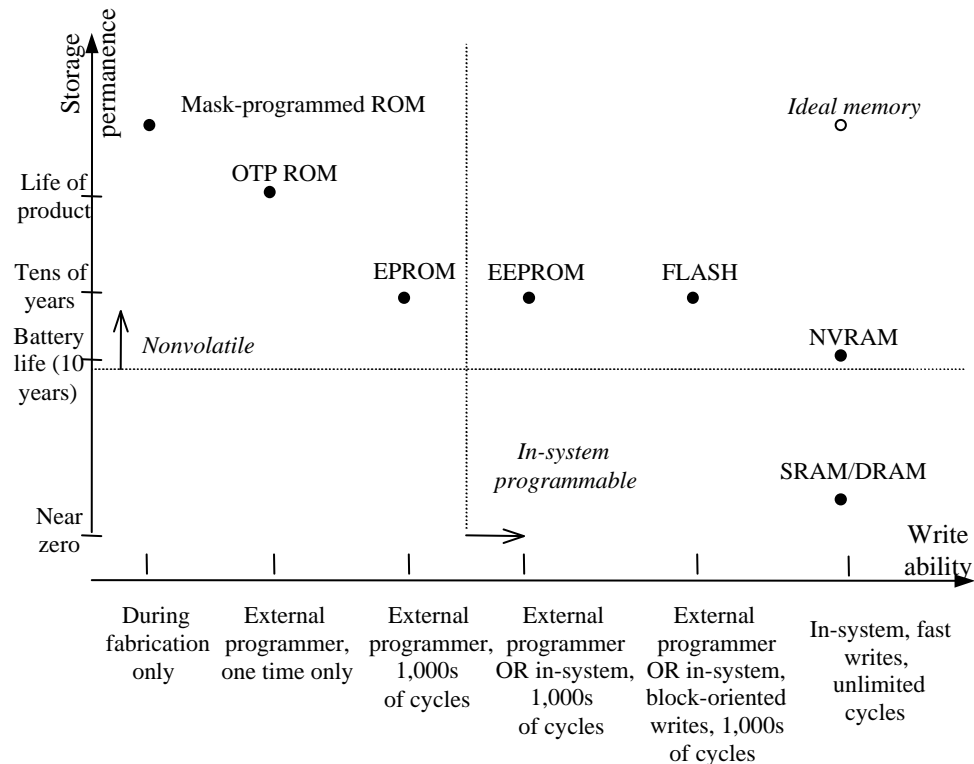 Storage
permanence
Mask-programmed ROM
Ideal memory
OTP ROM
Life of
product
EPROM
EEPROM
FLASH
Tens of
years
Battery
life (10
years)
Nonvolatile
NVRAM
In-system
programmable
SRAM/DRAM
Near
zero
Write
ability
During
fabrication
only
External
programmer,
one time only
External
programmer,
1,000s
of cycles
External
programmer
OR in-system,
1,000s
of cycles
External
programmer
OR in-system,
block-oriented
writes, 1,000s
of cycles
In-system, fast
writes,
unlimited
cycles